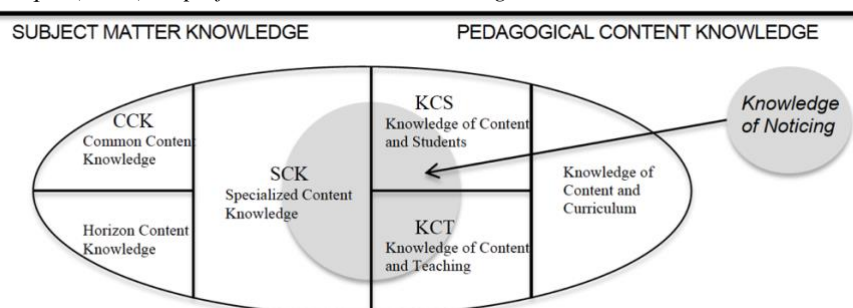 SUBJECT MATTER KNOWLEDGE
PEDAGOGICAL CONTENT KNOWLEDGE
CCK
Common Conten
Knowledge
Horizon Content
Knowledge
SCK
Specialized Content
Knowledge
KCS
Knowledge of Content
and Students
KCT
Knowledge of Content
and Teaching
Knowledge of
Content and
Curriculum
Knowledge
of Noticing